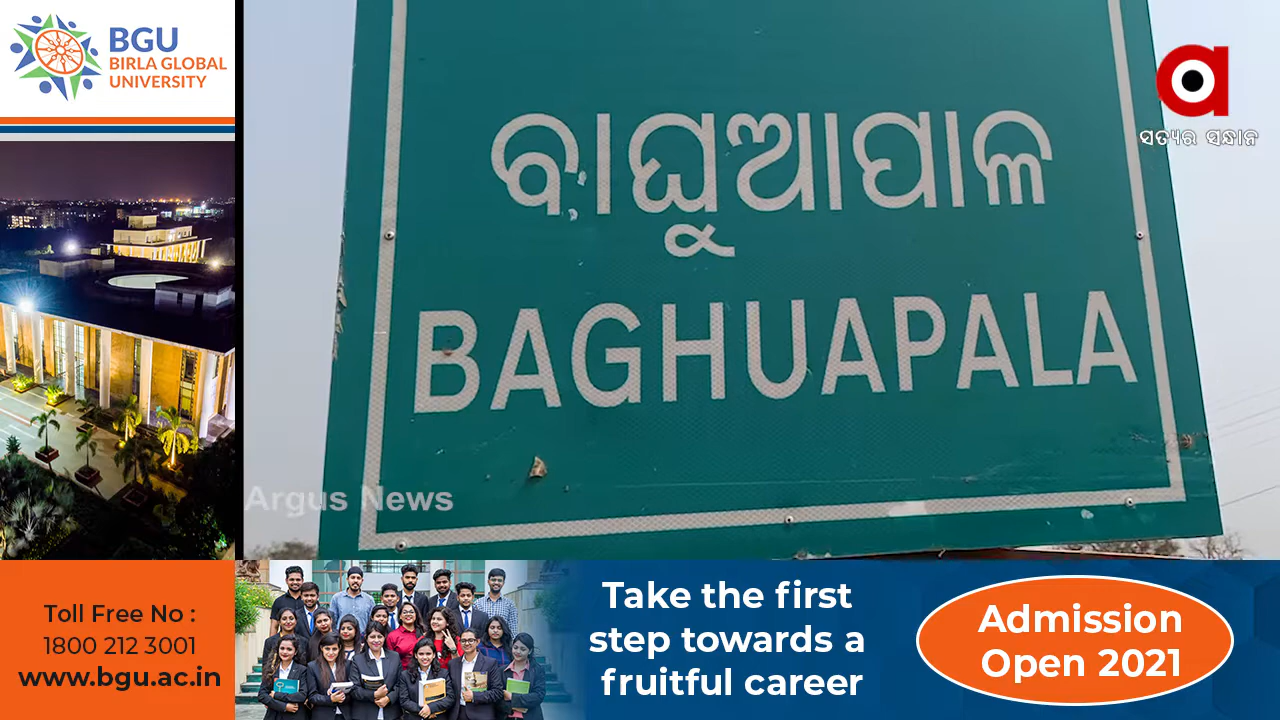 BGU
BIRLA GLOBAL
UNIVERSITY
ବାଘୁଆପାଳ
BAGHUAPALA
ସତ୍ୟର ସନ୍ଧାନ
Argus News
Toll Free No :
1800 212 3001
www.bgu.ac.in
Take the first
step towards a
fruitful career
Admission
Open 2021